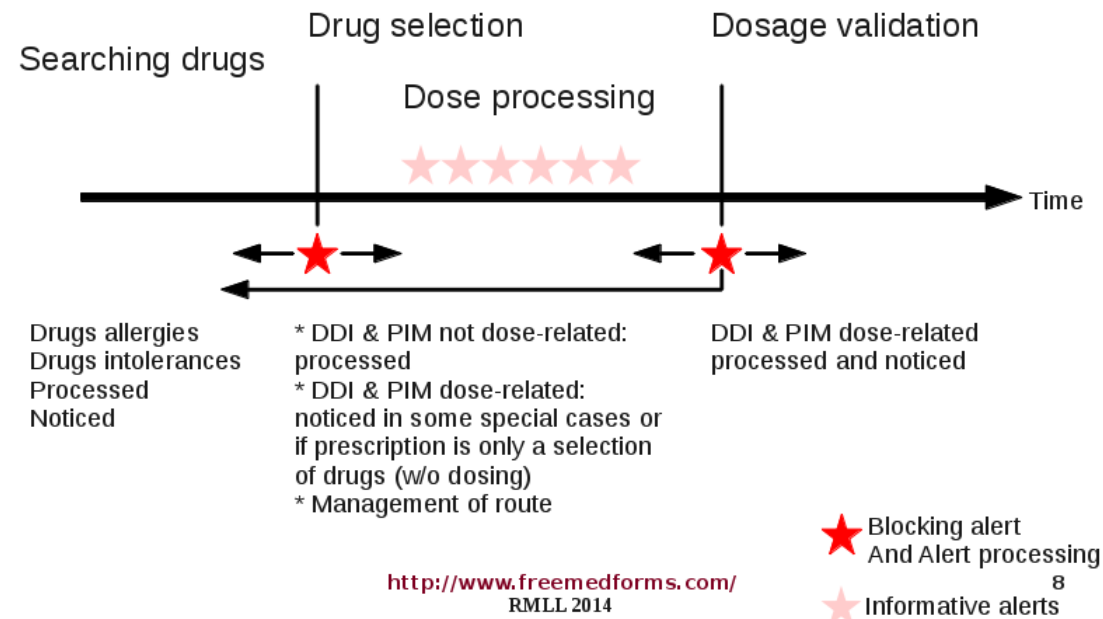 Drug selection
Dosage validation
Searching drugs
Dose processing
Time
Drugs allergies
Drugs intolerances
Processed
Noticed
* DDI & PIM not dose-related:
processed
* DDI & PIM dose-related:
noticed in some special cases or
if prescription is only a selection
of drugs (w/o dosing)
* Management of route
DDI & PIM dose-related
processed and noticed
Blocking alert
And Alert processing
Informative alerts
http://www.freemedforms.com/
RMLL 2014
8